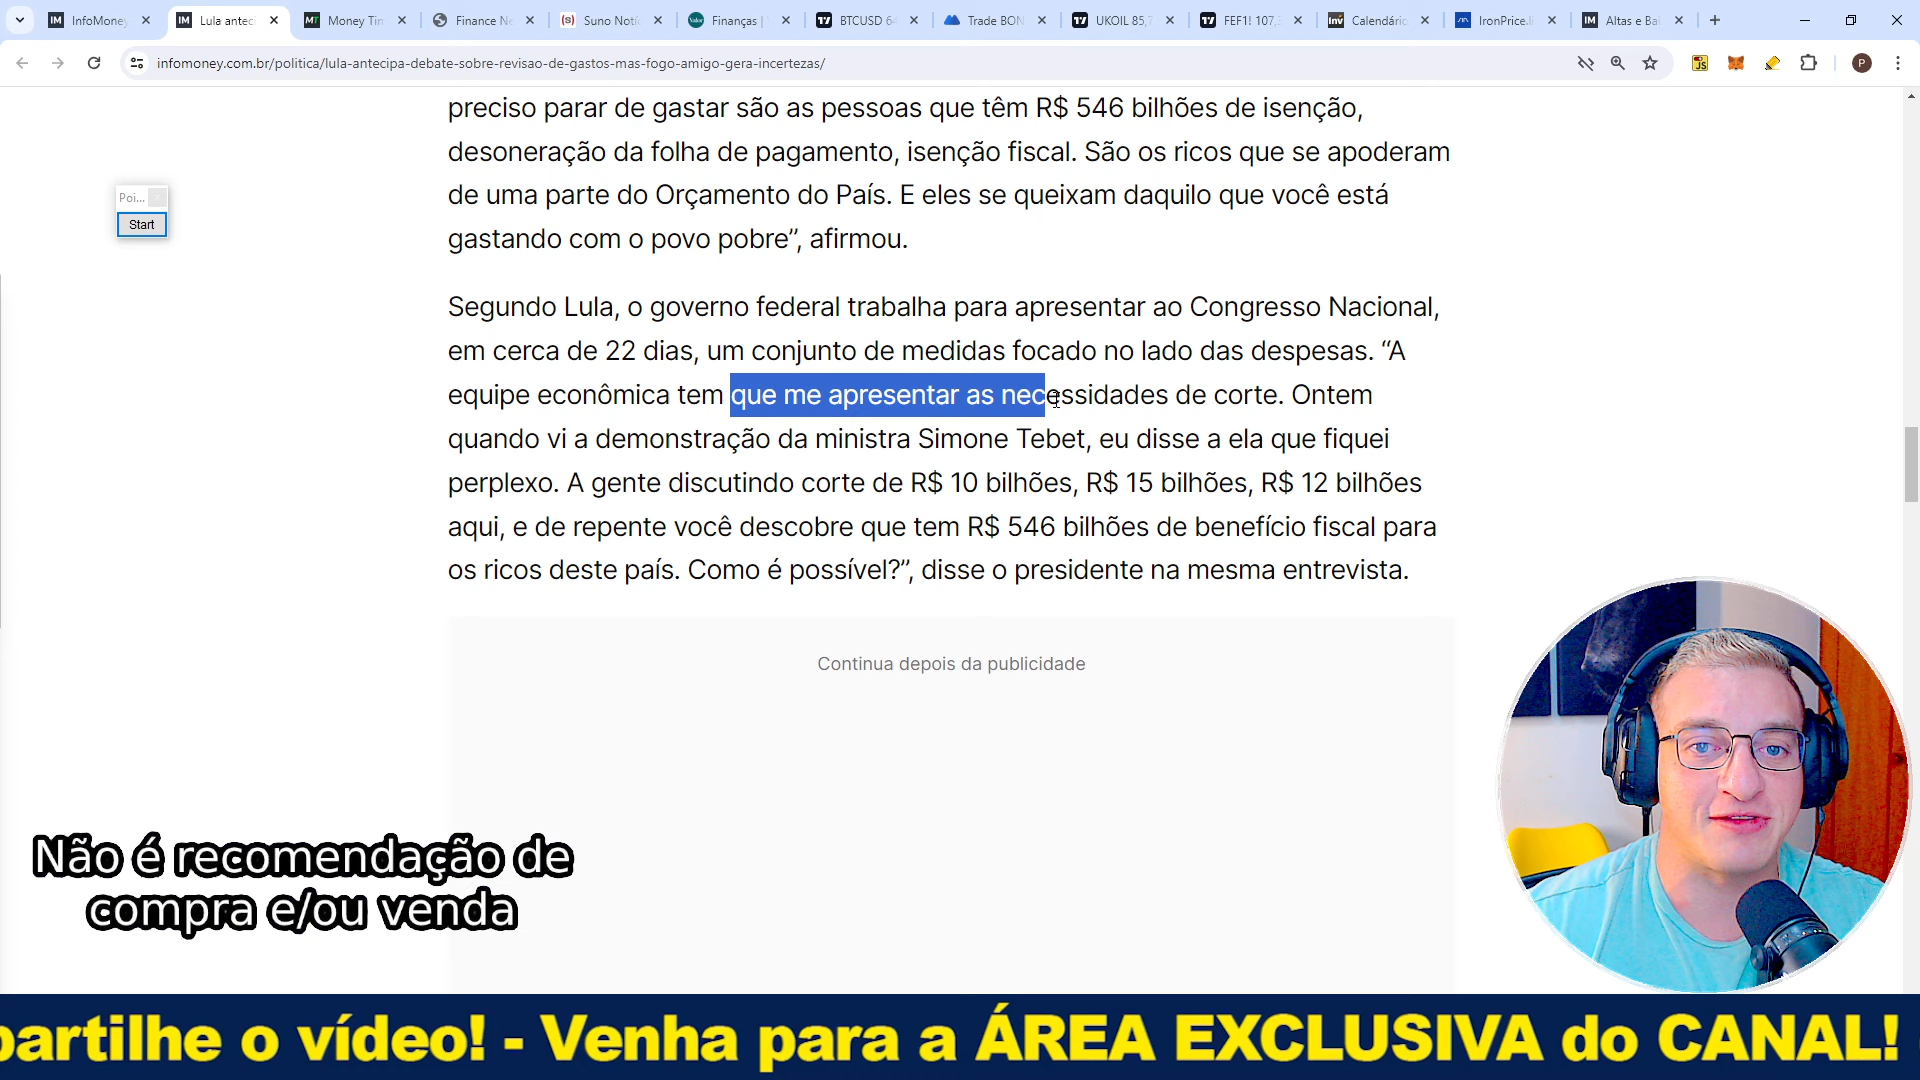 InfoMoney
Lula antec
Money Tim
Finance Ne
Suno Notíc
Finanças |
BTCUSD 64
Trade BON
UKOIL 85,7
FEF1! 107,
Calendário
IronPrice.li
Altas e Bai
infomoney.com.br/politica/lula-antecipa-debate-sobre-revisao-de-gastos-mas-fogo-amigo-gera-incertezas/
preciso parar de gastar são as pessoas que têm R$ 546 bilhões de isenção,
desoneração da folha de pagamento, isenção fiscal. São os ricos que se apoderam
de uma parte do Orçamento do País. E eles se queixam daquilo que você está
gastando com o povo pobre”, afirmou.
Poi...
Start
Segundo Lula, o governo federal trabalha para apresentar ao Congresso Nacional,
em cerca de 22 dias, um conjunto de medidas focado no lado das despesas. “A
equipe econômica tem que me apresentar as necessidades de corte. Ontem
quando vi a demonstração da ministra Simone Tebet, eu disse a ela que fiquei
perplexo. A gente discutindo corte de R$ 10 bilhões, R$ 15 bilhões, R$ 12 bilhões
aqui, e de repente você descobre que tem R$ 546 bilhões de benefício fiscal para
os ricos deste país. Como é possível?”, disse o presidente na mesma entrevista.
Continua depois da publicidade
Não é recomendação de
compra e/ou venda
partilhe o vídeo! - Venha para a ÁREA EXCLUSIVA do CANAL!